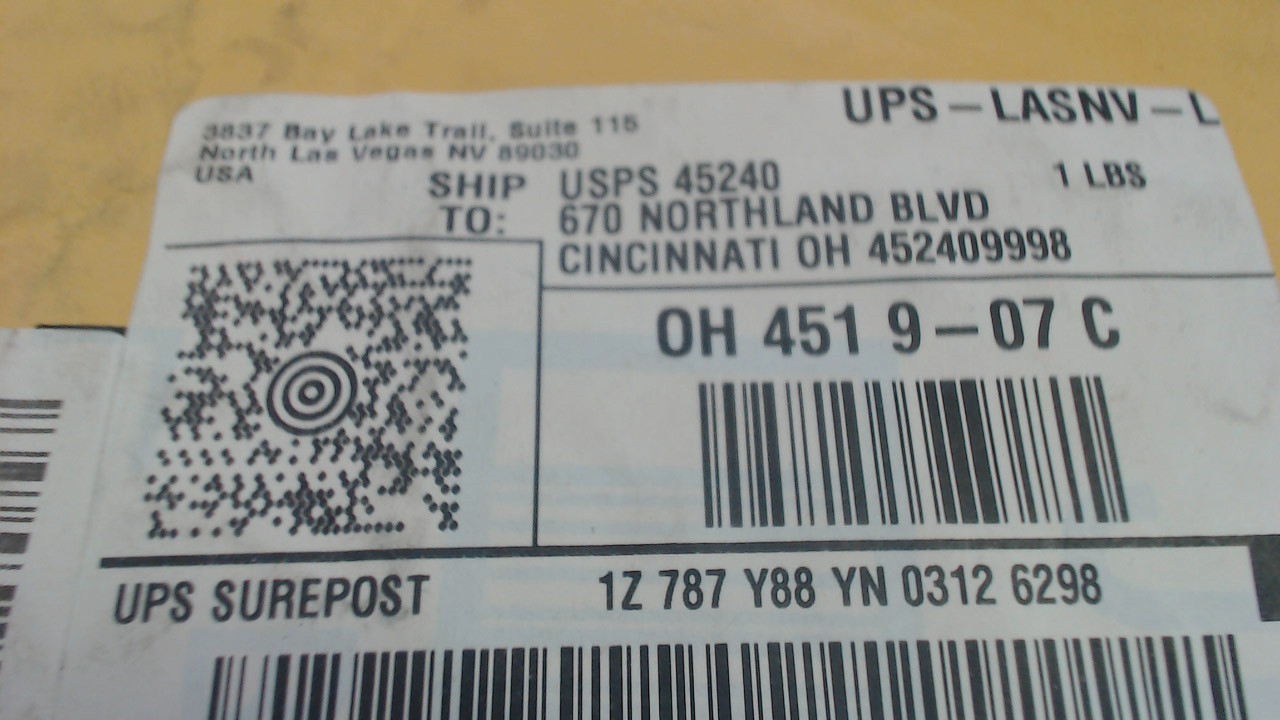 3837 Bay Lake Trail, Suite 115
North Las Vegas NV 89030
USA
UPS – LASNV – L
1 LBS
SHIP TO:
USPS 45240
670 NORTHLAND BLVD
CINCINNATI OH 452409998
OH 451 9–07 C
UPS SUREPOST
1Z 787 Y88 YN 0312 6298